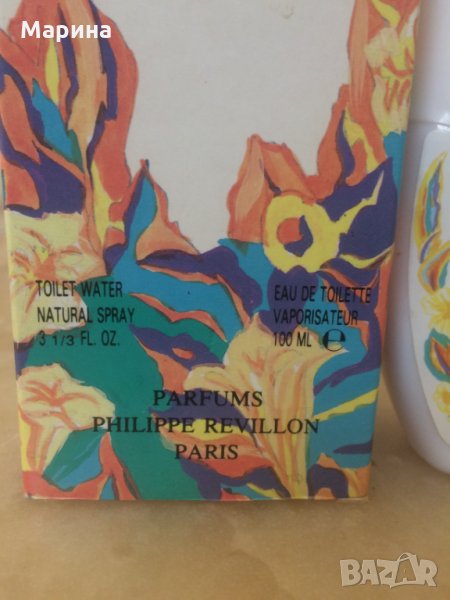 Марина
TOILET WATER
NATURAL SPRAY
3 1/3 FL. OZ.
EAU DE TOILETTE
VAPORISATEUR
100 ML ℮
PARFUMS
PHILIPPE REVILLON
PARIS
BAZAR